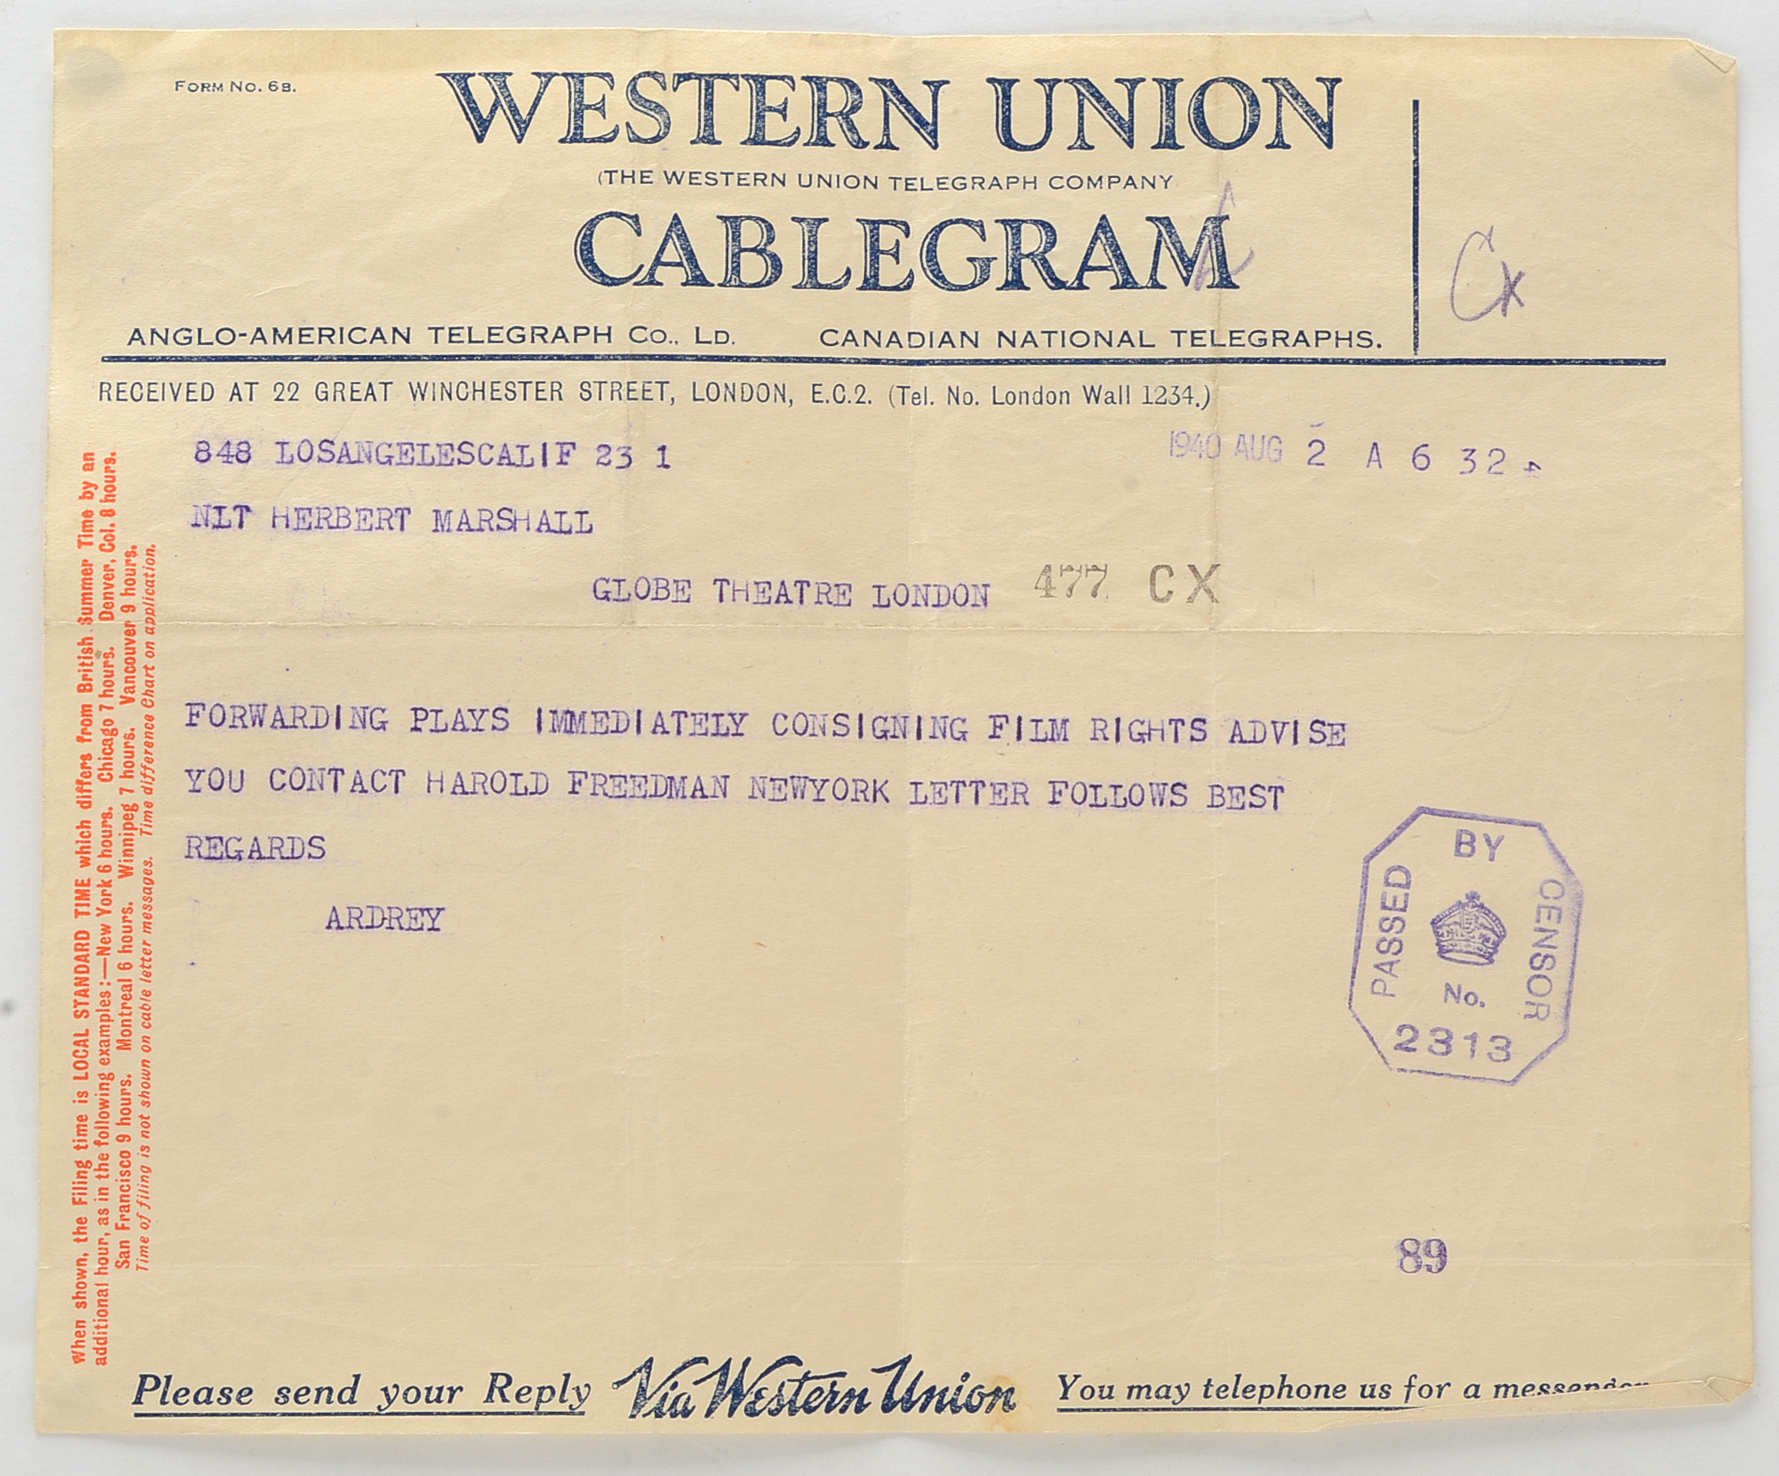 FORM NO. 6B.
WESTERN UNION
(THE WESTERN UNION TELEGRAPH COMPANY
CABLEGRAM
Cx
ANGLO-AMERICAN TELEGRAPH Co., LD. CANADIAN NATIONAL TELEGRAPHS.
RECEIVED AT 22 GREAT WINCHESTER STREET, LONDON, E.C.2. (Tel. No. London Wall 1234.)
848 LOSANGELESCALIF 23 1 1940 AUG 2 A 6 32
NLT HERBERT MARSHALL
GLOBE THEATRE LONDON 477 CX
FORWARDING PLAYS IMMEDIATELY CONSIGNING FILM RIGHTS ADVISE
YOU CONTACT HAROLD FREEDMAN NEWYORK LETTER FOLLOWS BEST
REGARDS
ARDREY
PASSED BY CENSOR
No.
2313
89
When shown, the Filing time is LOCAL STANDARD TIME which differs from British Summer Time by an
additional hour, as in the following examples:—New York 6 hours. Chicago 7 hours. Denver, Col. 8 hours.
San Francisco 9 hours. Montreal 6 hours. Winnipeg 7 hours. Vancouver 9 hours.
Time of filing is not shown on cable letter messages. Time difference Chart on application.
Please send your Reply Via Western Union You may telephone us for a messenger